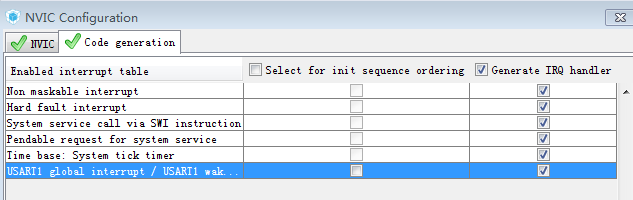 NVIC Configuration
NVIC
Code generation
Enabled interrupt table
Select for init sequence ordering
Generate IRQ handler
Non maskable interrupt
Hard fault interrupt
System service call via SWI instruction
Pendable request for system service
Time base: System tick timer
USART1 global interrupt / USART1 wak...